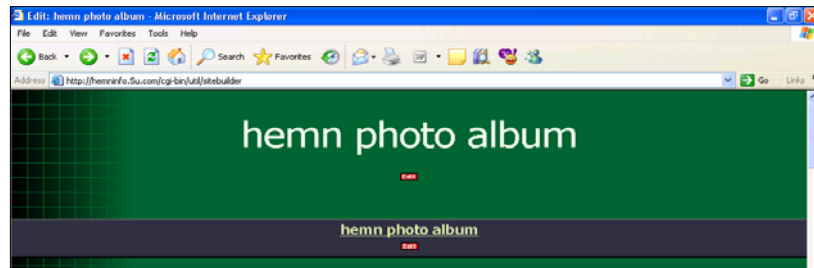 Edit: hemn photo album - Microsoft Internet Explorer
File Edit View Favorites Tools Help
Back Search Favorites
Address http://hemninfo.5u.com/cgi-bin/util/sitebuilder Go Links
hemn photo album
Edit
hemn photo album
Edit